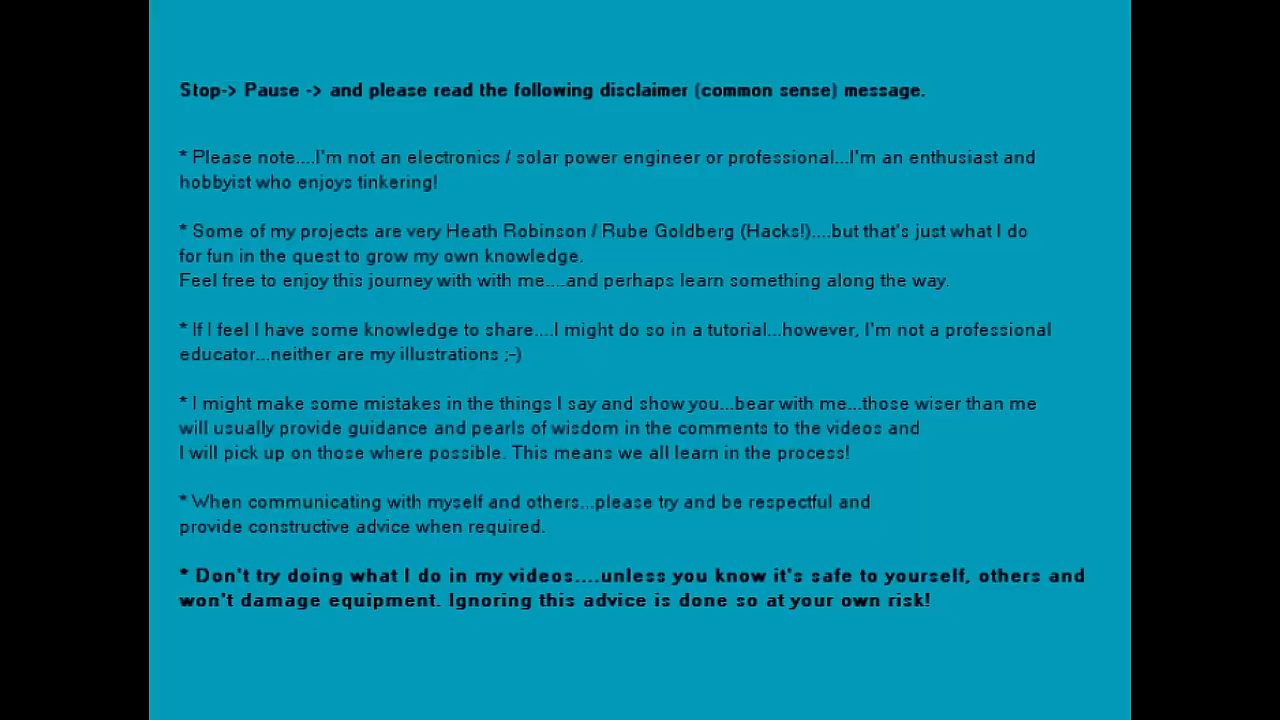 Stop-> Pause -> and please read the following disclaimer (common sense) message.
* Please note....I'm not an electronics / solar power engineer or professional...I'm an enthusiast and
hobbyist who enjoys tinkering!
* Some of my projects are very Heath Robinson / Rube Goldberg (Hacks!)....but that's just what I do
for fun in the quest to grow my own knowledge.
Feel free to enjoy this journey with with me....and perhaps learn something along the way.
* If I feel I have some knowledge to share....I might do so in a tutorial...however, I'm not a professional
educator...neither are my illustrations ;-)
* I might make some mistakes in the things I say and show you...bear with me...those wiser than me
will usually provide guidance and pearls of wisdom in the comments to the videos and
I will pick up on those where possible. This means we all learn in the process!
* When communicating with myself and others...please try and be respectful and
provide constructive advice when required.
* Don't try doing what I do in my videos....unless you know it's safe to yourself, others and
won't damage equipment. Ignoring this advice is done so at your own risk!